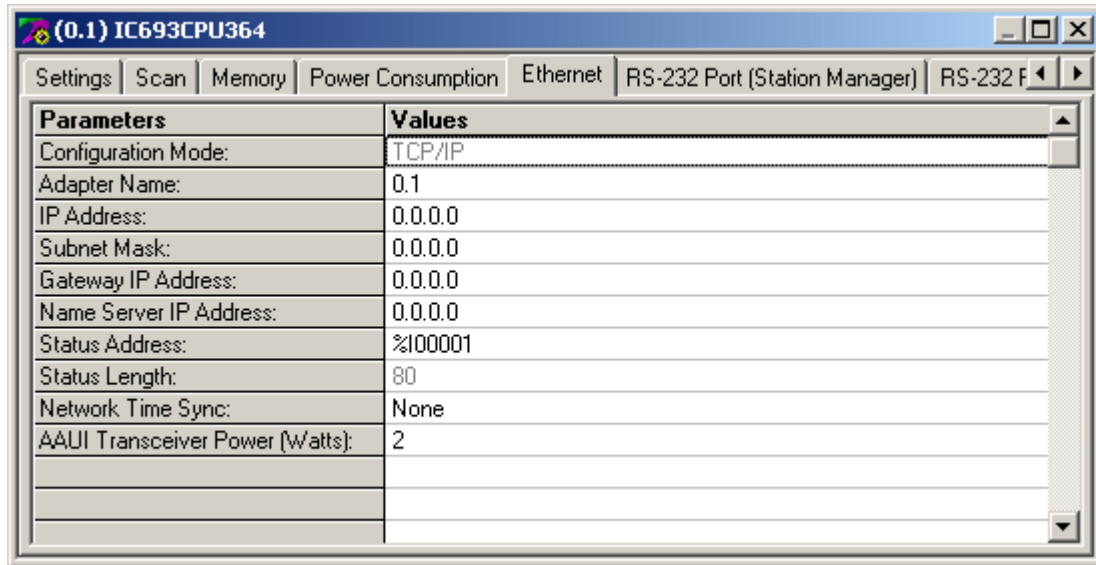 (0.1) IC693CPU364
Settings Scan Memory Power Consumption Ethernet RS-232 Port (Station Manager) RS-232
Parameters Values
Configuration Mode: TCP/IP
Adapter Name: 0.1
IP Address: 0.0.0.0
Subnet Mask: 0.0.0.0
Gateway IP Address: 0.0.0.0
Name Server IP Address: 0.0.0.0
Status Address: %I00001
Status Length: 80
Network Time Sync: None
AAUI Transceiver Power (Watts): 2